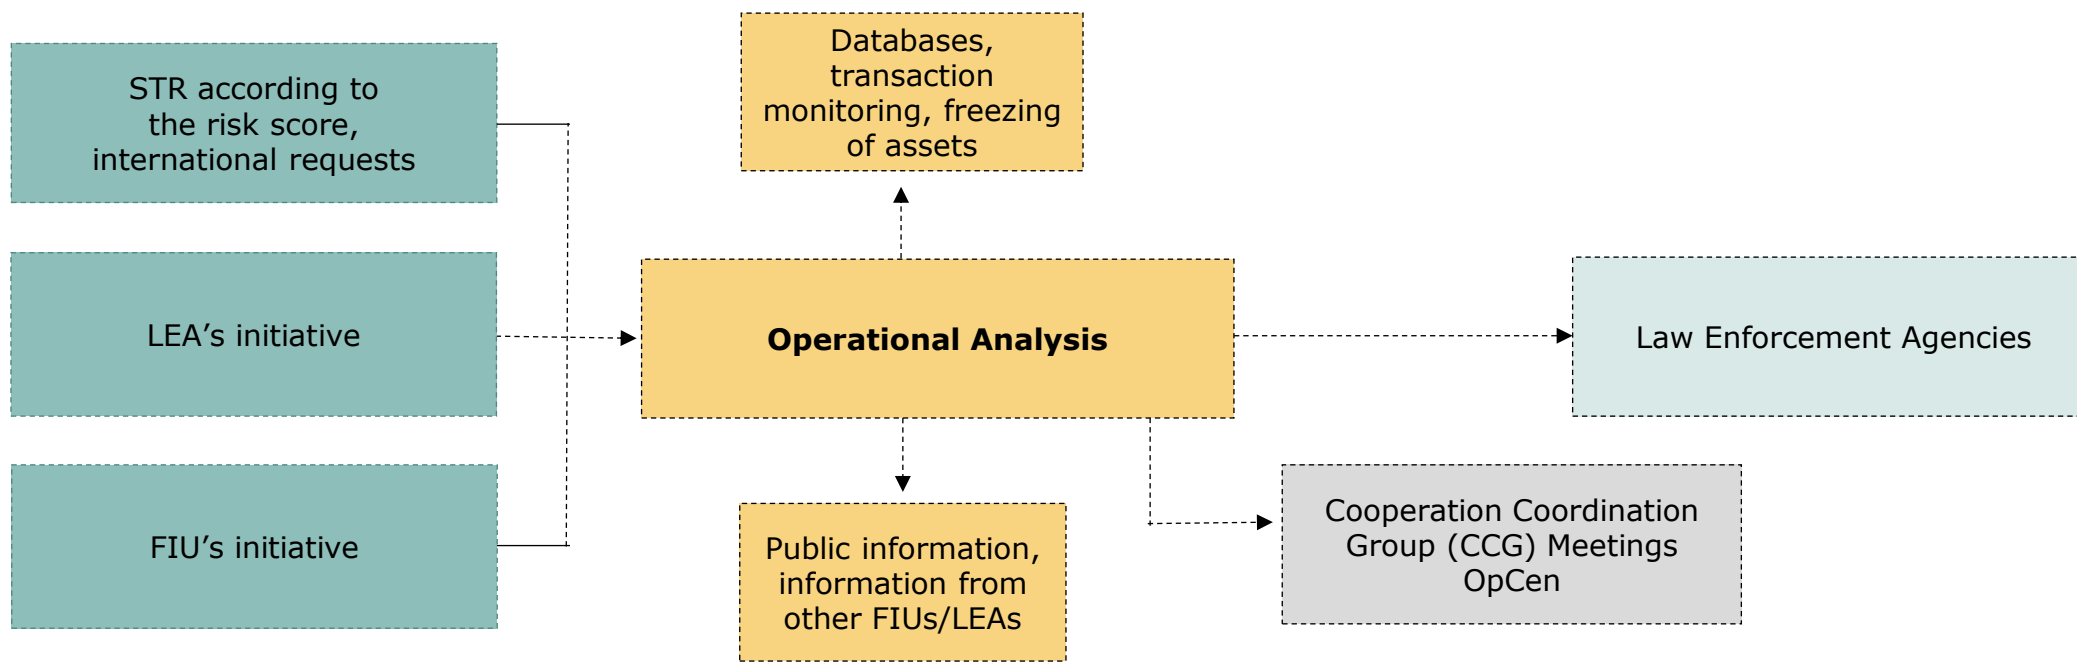 STR according to
the risk score,
international requests
LEA’s initiative
FIU’s initiative
Databases,
transaction
monitoring, freezing
of assets
Operational Analysis
Public information,
information from
other FIUs/LEAs
Law Enforcement Agencies
Cooperation Coordination
Group (CCG) Meetings
OpCen